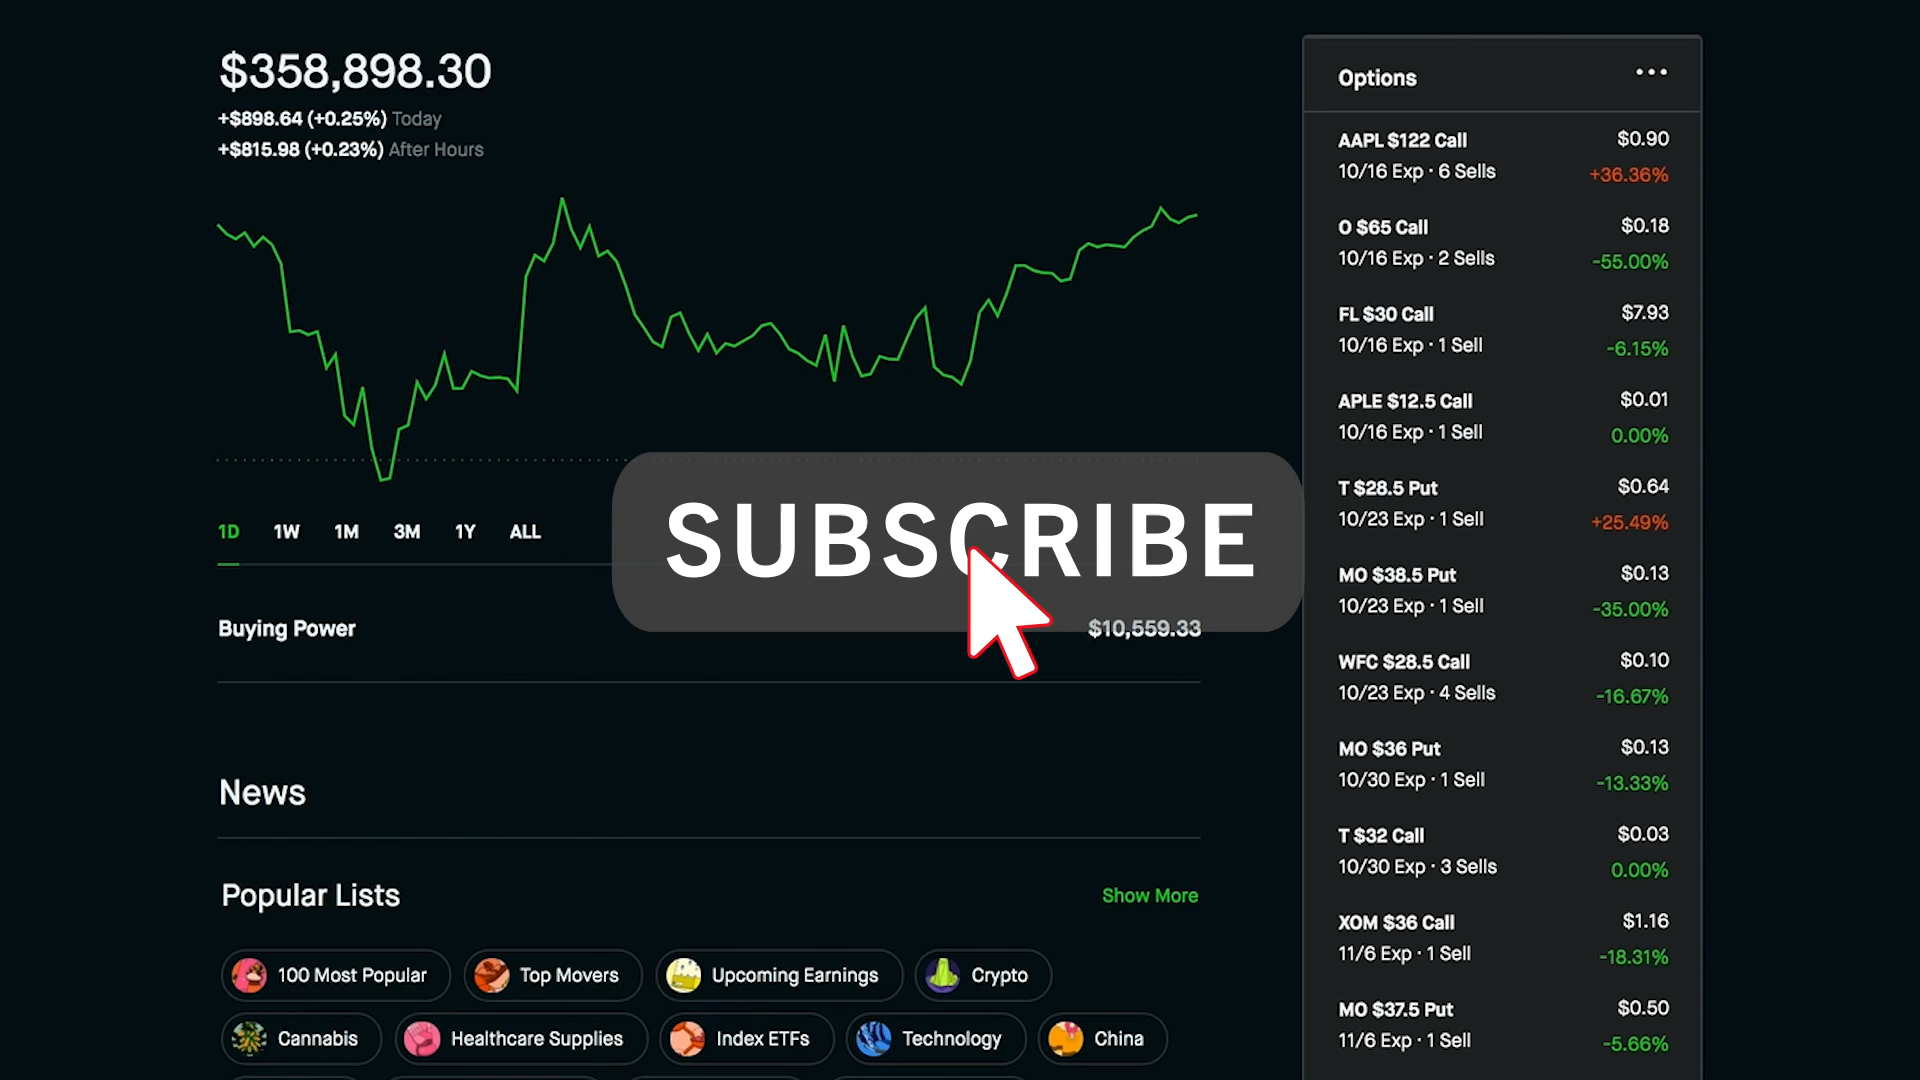 $358,898.30
+$898.64 (+0.25%) Today
+$815.98 (+0.23%) After Hours
1D 1W 1M 3M 1Y ALL
SUBSCRIBE
Buying Power $10,559.33
News
Popular Lists Show More
100 Most Popular Top Movers Upcoming Earnings Crypto
Cannabis Healthcare Supplies Index ETFs Technology China
Options
AAPL $122 Call $0.90
10/16 Exp · 6 Sells +36.36%
O $65 Call $0.18
10/16 Exp · 2 Sells -55.00%
FL $30 Call $7.93
10/16 Exp · 1 Sell -6.15%
APLE $12.5 Call $0.01
10/16 Exp · 1 Sell 0.00%
T $28.5 Put $0.64
10/23 Exp · 1 Sell +25.49%
MO $38.5 Put $0.13
10/23 Exp · 1 Sell -35.00%
WFC $28.5 Call $0.10
10/23 Exp · 4 Sells -16.67%
MO $36 Put $0.13
10/30 Exp · 1 Sell -13.33%
T $32 Call $0.03
10/30 Exp · 3 Sells 0.00%
XOM $36 Call $1.16
11/6 Exp · 1 Sell -18.31%
MO $37.5 Put $0.50
11/6 Exp · 1 Sell -5.66%